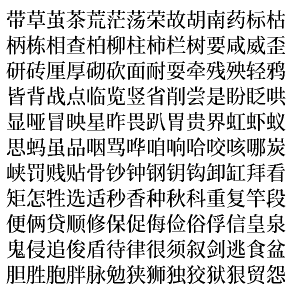 带草茧茶荒茫荡荣故胡南药标枯
柄栋相查柏柳柱柿栏树要咸威歪
研砖厘厚砌砍面耐耍牵残殃轻鸦
皆背战点临览竖省削尝是盼眨哄
显哑冒映星昨畏趴胃贵界虹虾蚁
思蚂虽品咽骂哗咱响哈咬咳哪炭
峡罚贱贴骨钞钟钢钥钩卸缸拜看
矩怎牲选适秒香种秋科重复竿段
便俩贷顺修保促侮俭俗俘信皇泉
鬼侵追俊盾待律很须叙剑逃食盆
胆胜胞胖脉勉狭狮独狡狱狠贸怨